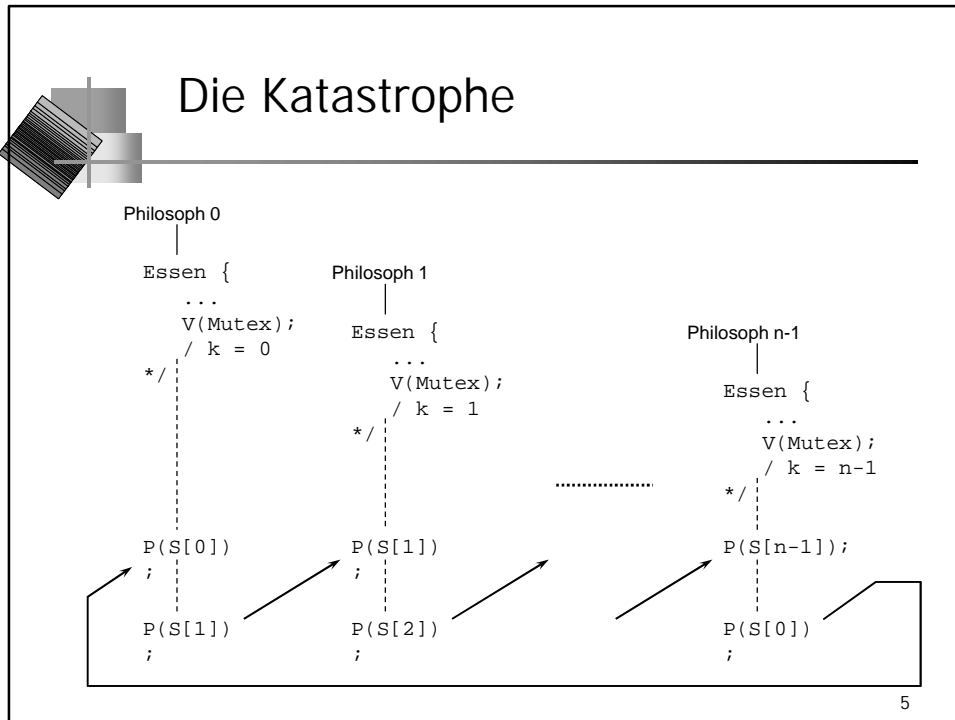 Die Katastrophe
Philosoph 0
Essen {
...
V(Mutex);
/ k = 0
*/
P(S[0])
;
P(S[1])
;
Philosoph 1
Essen {
...
V(Mutex);
/ k = 1
*/
P(S[1])
;
P(S[2])
;
Philosoph n-1
Essen {
...
V(Mutex);
/ k = n-1
*/
P(S[n-1]);
P(S[0])
;
5